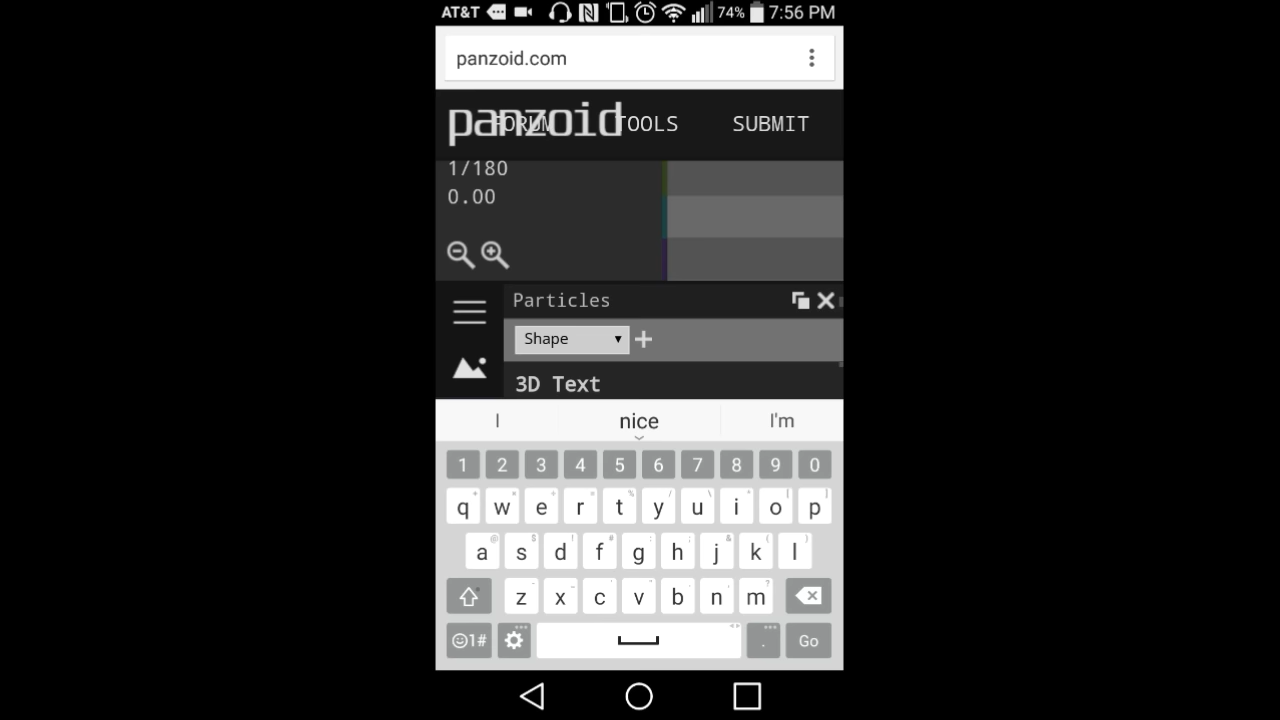 AT&T 74% 7:56 PM
panzoid.com
panzoid FORUM TOOLS SUBMIT
1/180
0.00
Particles
Shape
3D Text
I nice I'm
1 2 3 4 5 6 7 8 9 0
q w e r t y u i o p
a s d f g h j k l
z x c v b n m
1# . Go